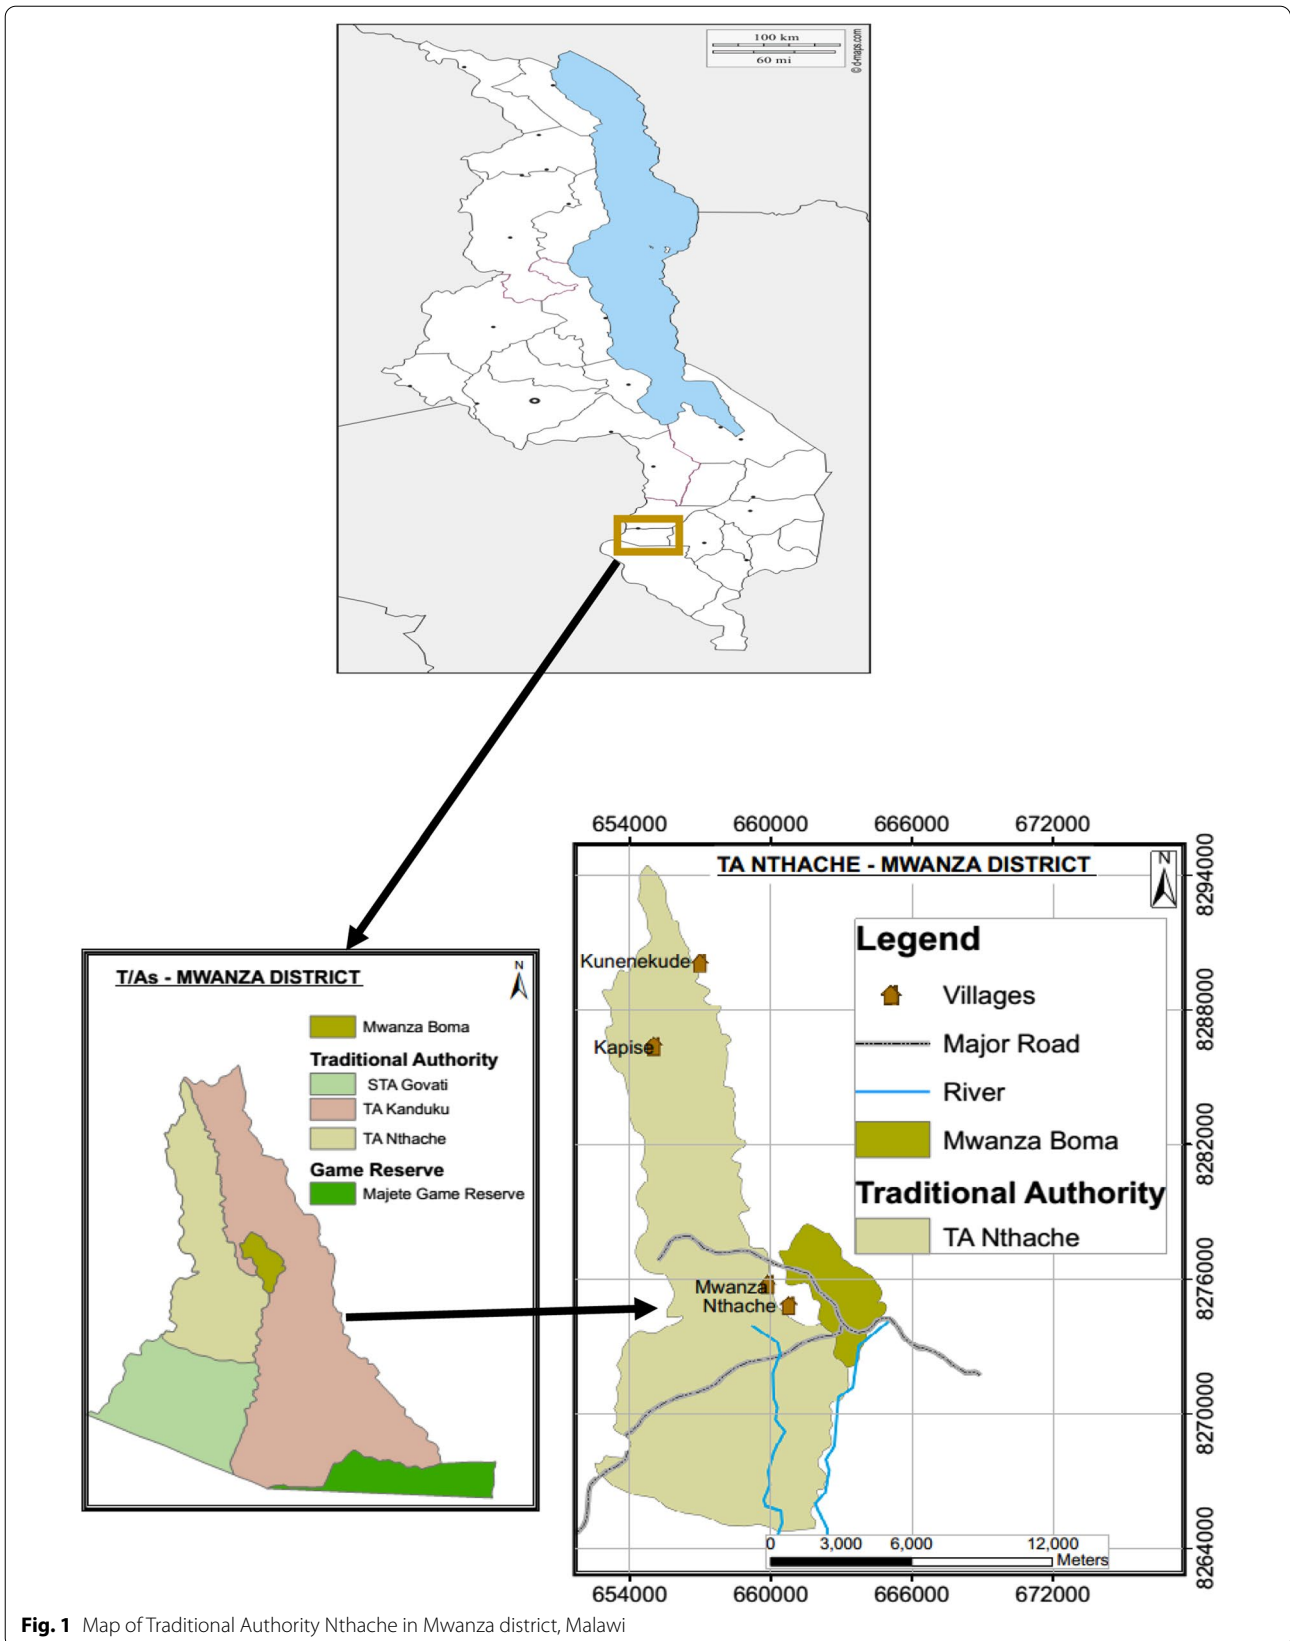 100 km
60 mi
© d-maps.com
T/As - MWANZA DISTRICT
N
Mwanza Boma
Traditional Authority
STA Govati
TA Kanduku
TA Nthache
Game Reserve
Majete Game Reserve
654000 660000 666000 672000
TA NTHACHE - MWANZA DISTRICT
N
Legend
Villages
Major Road
River
Mwanza Boma
Traditional Authority
TA Nthache
Kunenekude
Kapise
Mwanza
Nthache
8294000
8288000
8282000
8276000
8270000
8264000
0 3,000 6,000 12,000
Meters
654000 660000 666000 672000
Fig. 1 Map of Traditional Authority Nthache in Mwanza district, Malawi